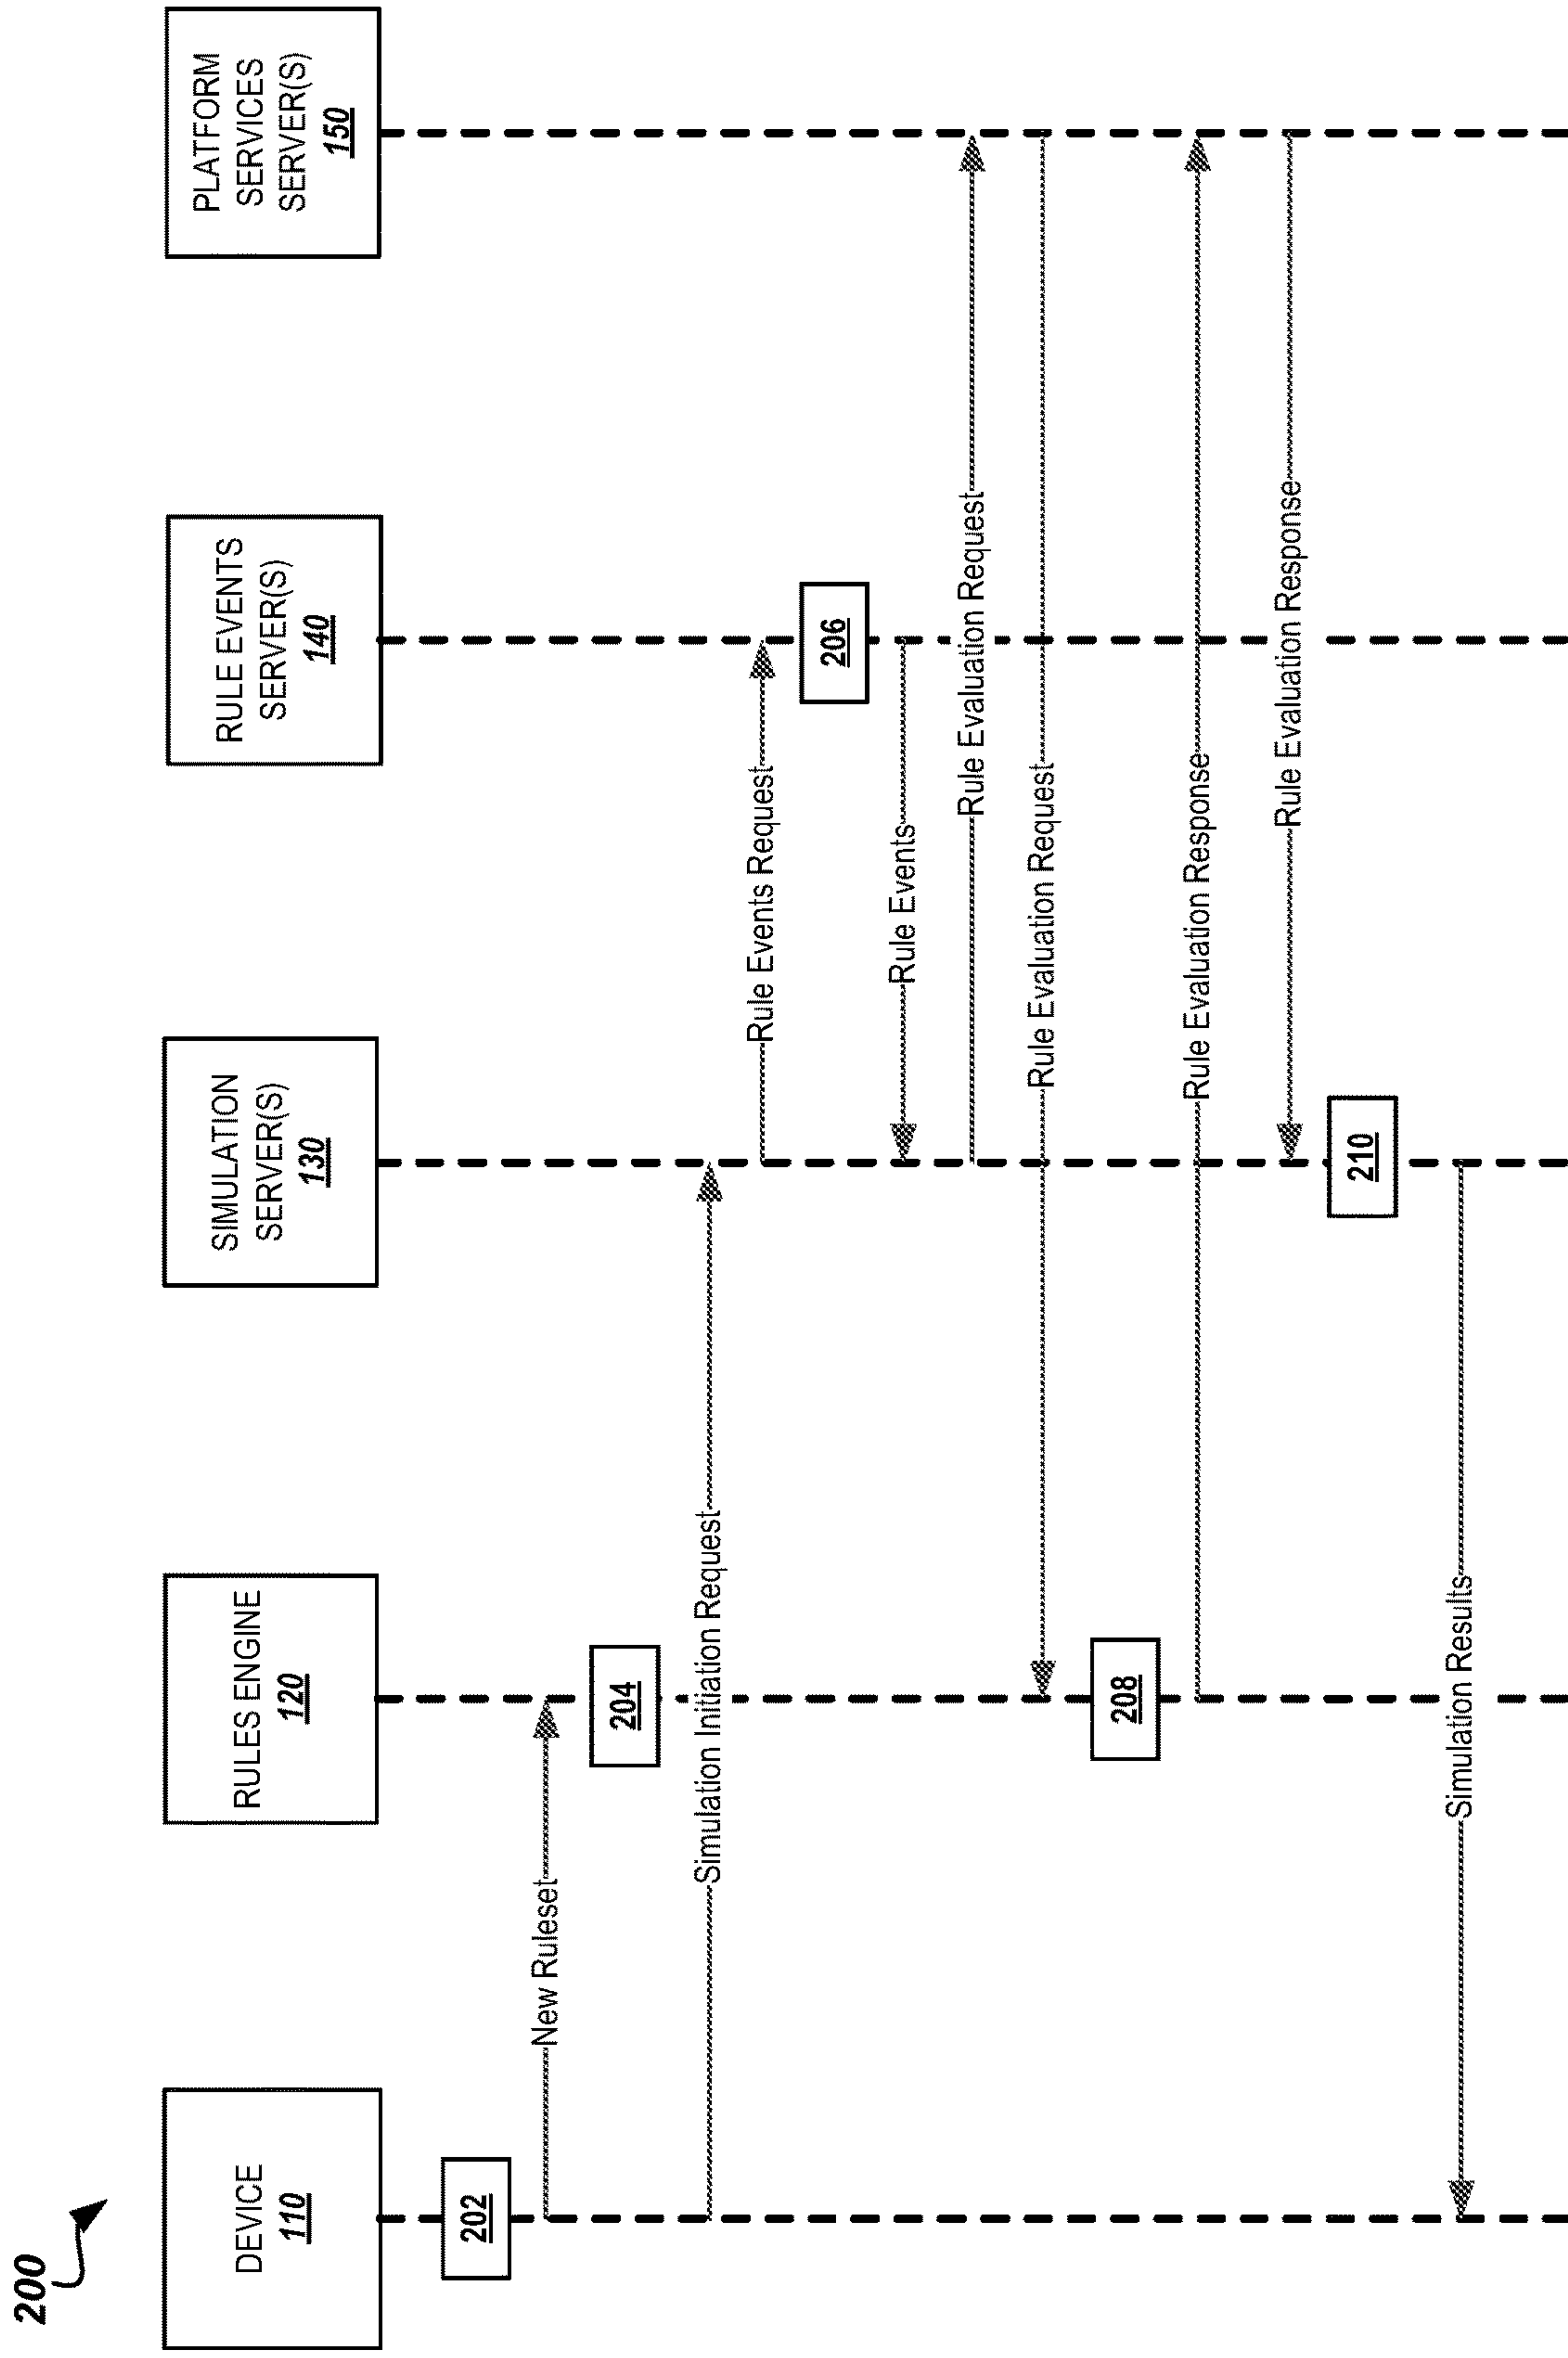 200
DEVICE
110
RULES ENGINE
120
SIMULATION
SERVER(S)
130
RULE EVENTS
SERVER(S)
140
PLATFORM
SERVICES
SERVER(S)
150
202
New Ruleset
204
Simulation Initiation Request
Rule Events Request
206
Rule Events
Rule Evaluation Request
Rule Evaluation Request
208
Rule Evaluation Response
Rule Evaluation Response
210
Simulation Results